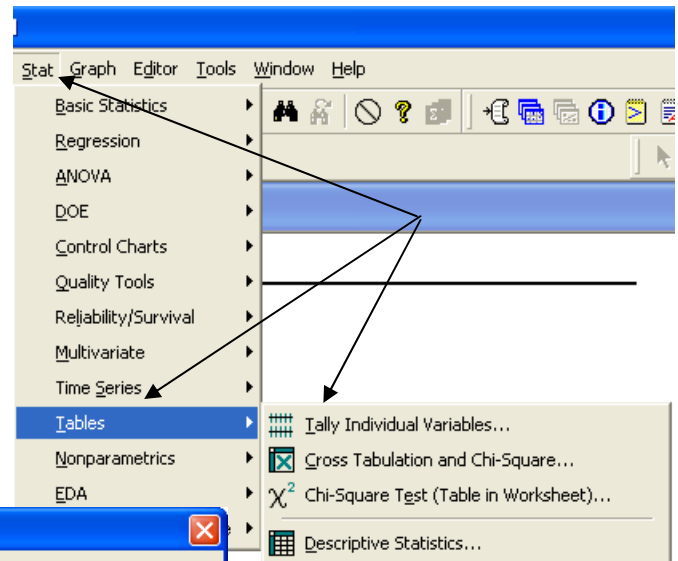 Stat Graph Editor Tools Window Help
Basic Statistics
Regression
ANOVA
DOE
Control Charts
Quality Tools
Reliability/Survival
Multivariate
Time Series
Tables
Nonparametrics
EDA
Tally Individual Variables...
Cross Tabulation and Chi-Square...
χ² Chi-Square Test (Table in Worksheet)...
Descriptive Statistics...